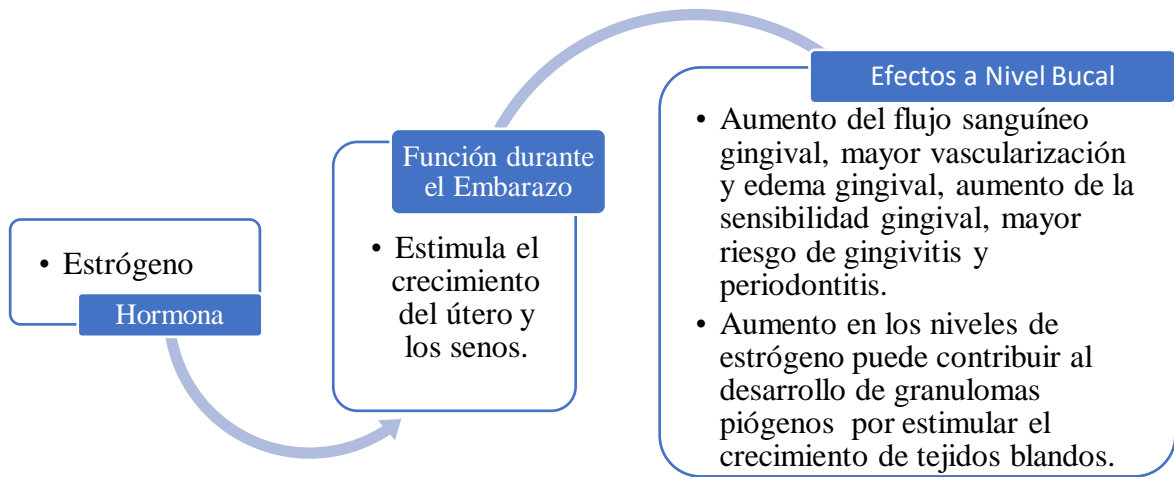 • Estrógeno
Hormona
Función durante
el Embarazo
• Estimula el
crecimiento
del útero y
los senos.
Efectos a Nivel Bucal
• Aumento del flujo sanguíneo
gingival, mayor vascularización
y edema gingival, aumento de la
sensibilidad gingival, mayor
riesgo de gingivitis y
periodontitis.
• Aumento en los niveles de
estrógeno puede contribuir al
desarrollo de granulomas
piógenos por estimular el
crecimiento de tejidos blandos.